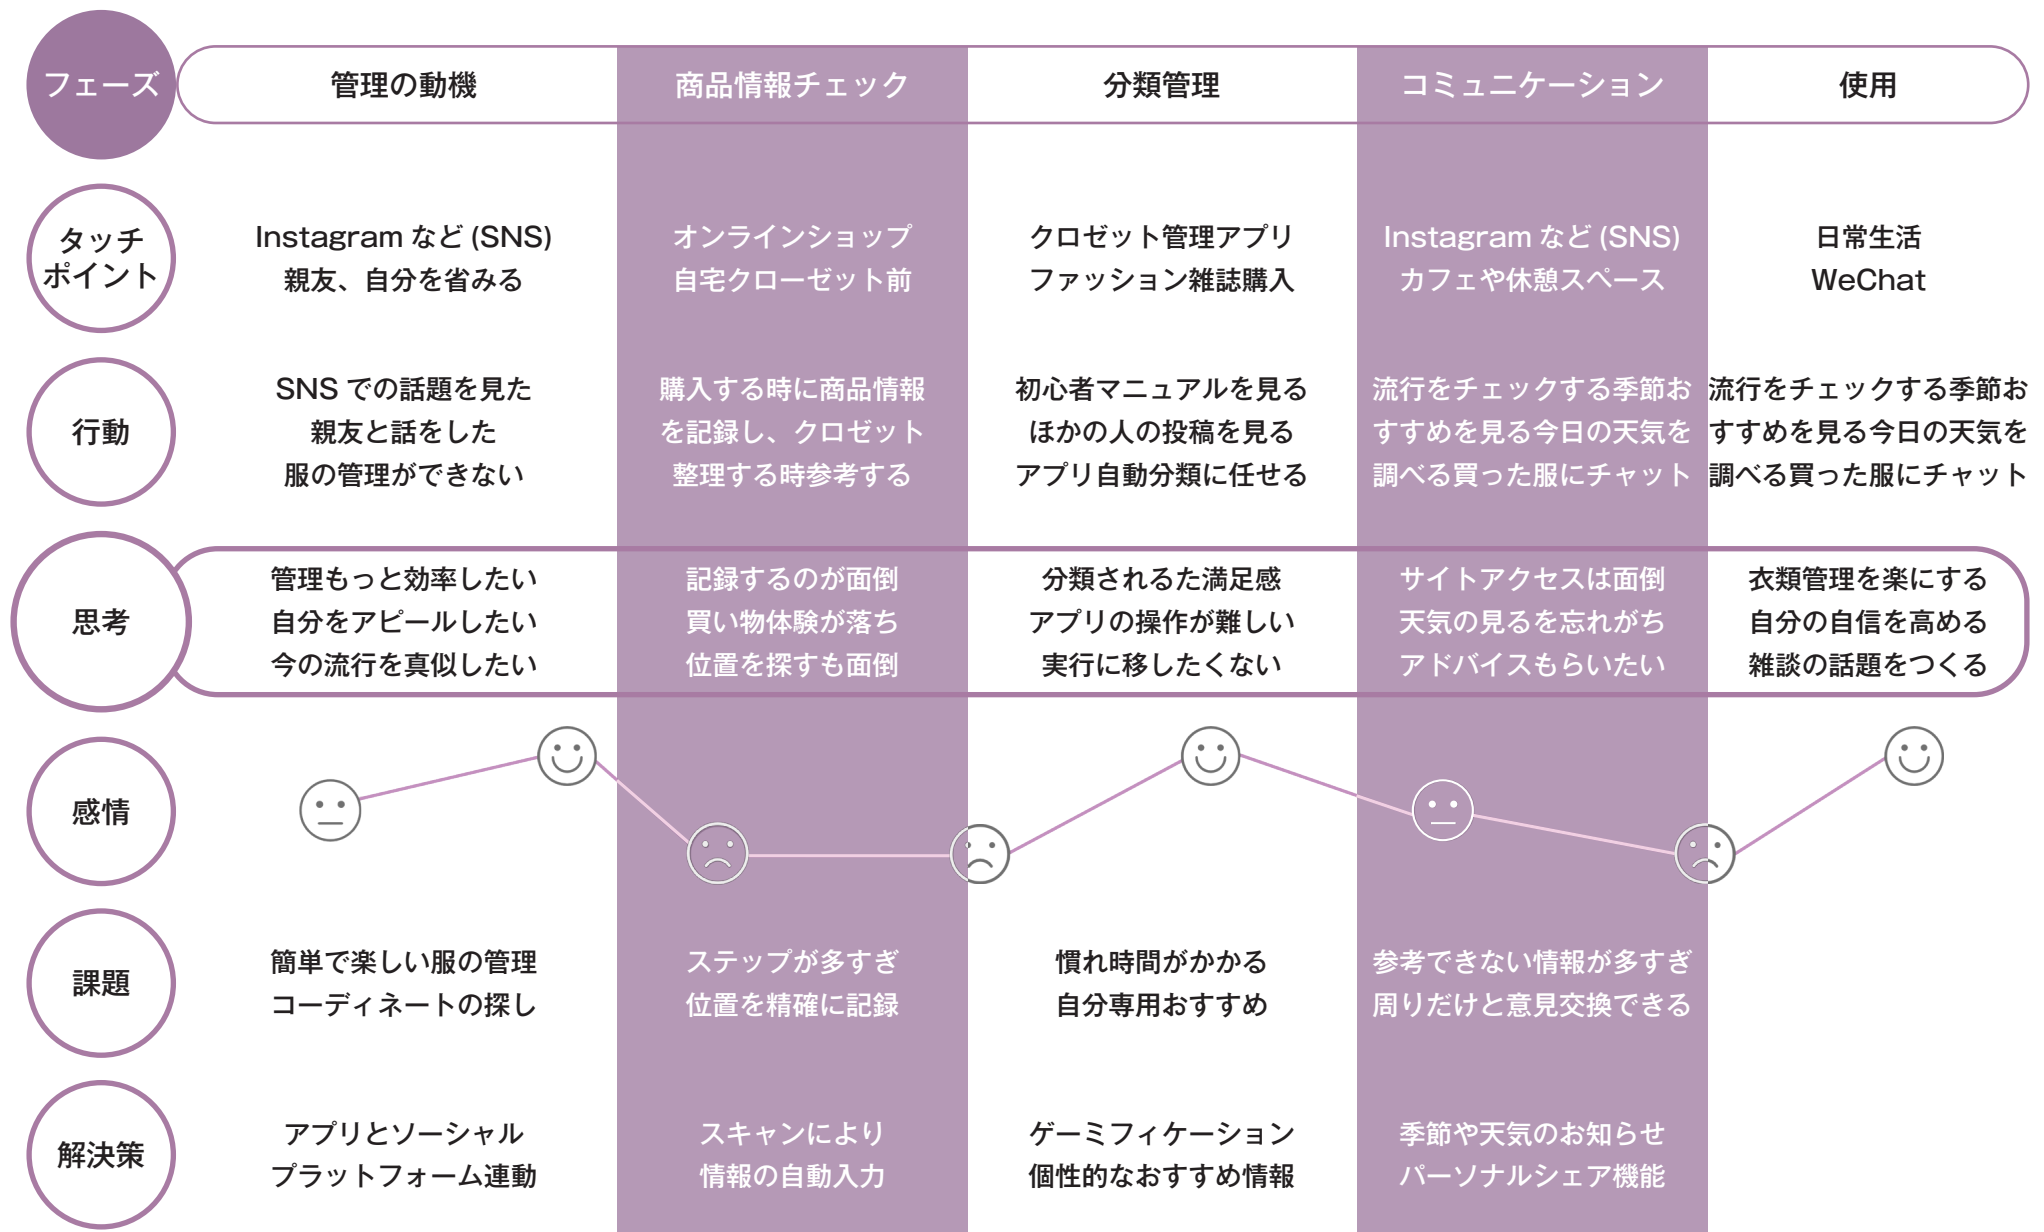 フェーズ
管理の動機
商品情報チェック
分類管理
コミュニケーション
使用
タッチ
ポイント
Instagram など (SNS)
親友、自分を省みる
オンラインショップ
自宅クローゼット前
クロゼット管理アプリ
ファッション雑誌購入
Instagram など (SNS)
カフェや休憩スペース
日常生活
WeChat
行動
SNS での話題を見た
親友と話をした
服の管理ができない
購入する時に商品情報
を記録し、クロゼット
整理する時参考する
初心者マニュアルを見る
ほかの人の投稿を見る
アプリ自動分類に任せる
流行をチェックする季節お
すすめを見る今日の天気を
調べる買った服にチャット
流行をチェックする季節お
すすめを見る今日の天気を
調べる買った服にチャット
思考
管理もっと効率したい
自分をアピールしたい
今の流行を真似したい
記録するのが面倒
買い物体験が落ち
位置を探すも面倒
分類されるた満足感
アプリの操作が難しい
実行に移したくない
サイトアクセスは面倒
天気の見るを忘れがち
アドバイスもらいたい
衣類管理を楽にする
自分の自信を高める
雑談の話題をつくる
感情
課題
簡単で楽しい服の管理
コーディネートの探し
ステップが多すぎ
位置を精確に記録
慣れ時間がかかる
自分専用おすすめ
参考できない情報が多すぎ
周りだけと意見交換できる
解決策
アプリとソーシャル
プラットフォーム連動
スキャンにより
情報の自動入力
ゲーミフィケーション
個性的なおすすめ情報
季節や天気のお知らせ
パーソナルシェア機能